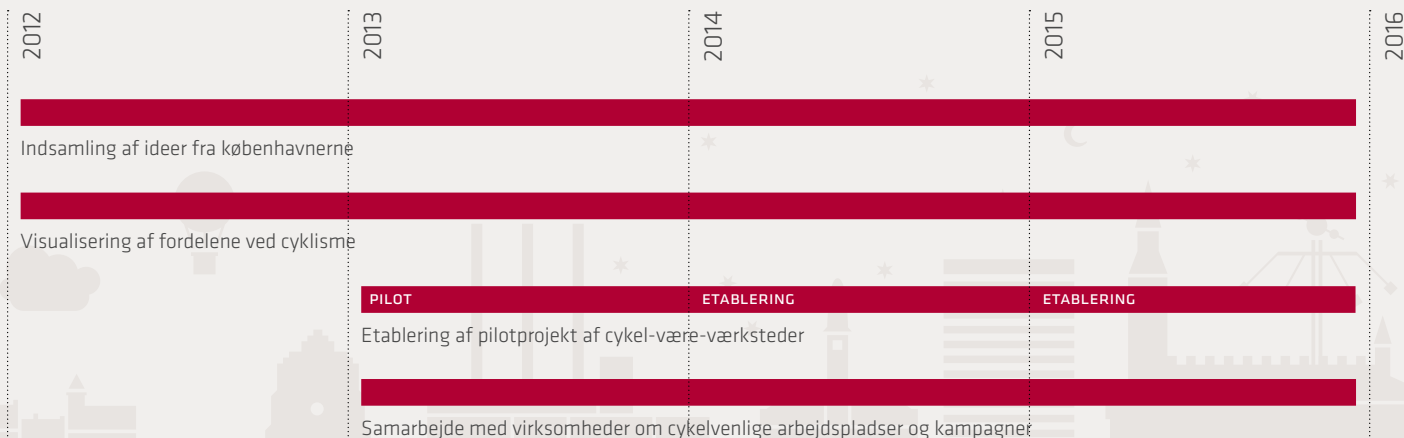 2012
2013
2014
2015
2016
Indsamling af ideer fra københavnerne
Visualisering af fordelene ved cyklisme
PILOT ETABLERING ETABLERING
Etablering af pilotprojekt af cykel-være-værksteder
Samarbejde med virksomheder om cykelvenlige arbejdspladser og kampagner